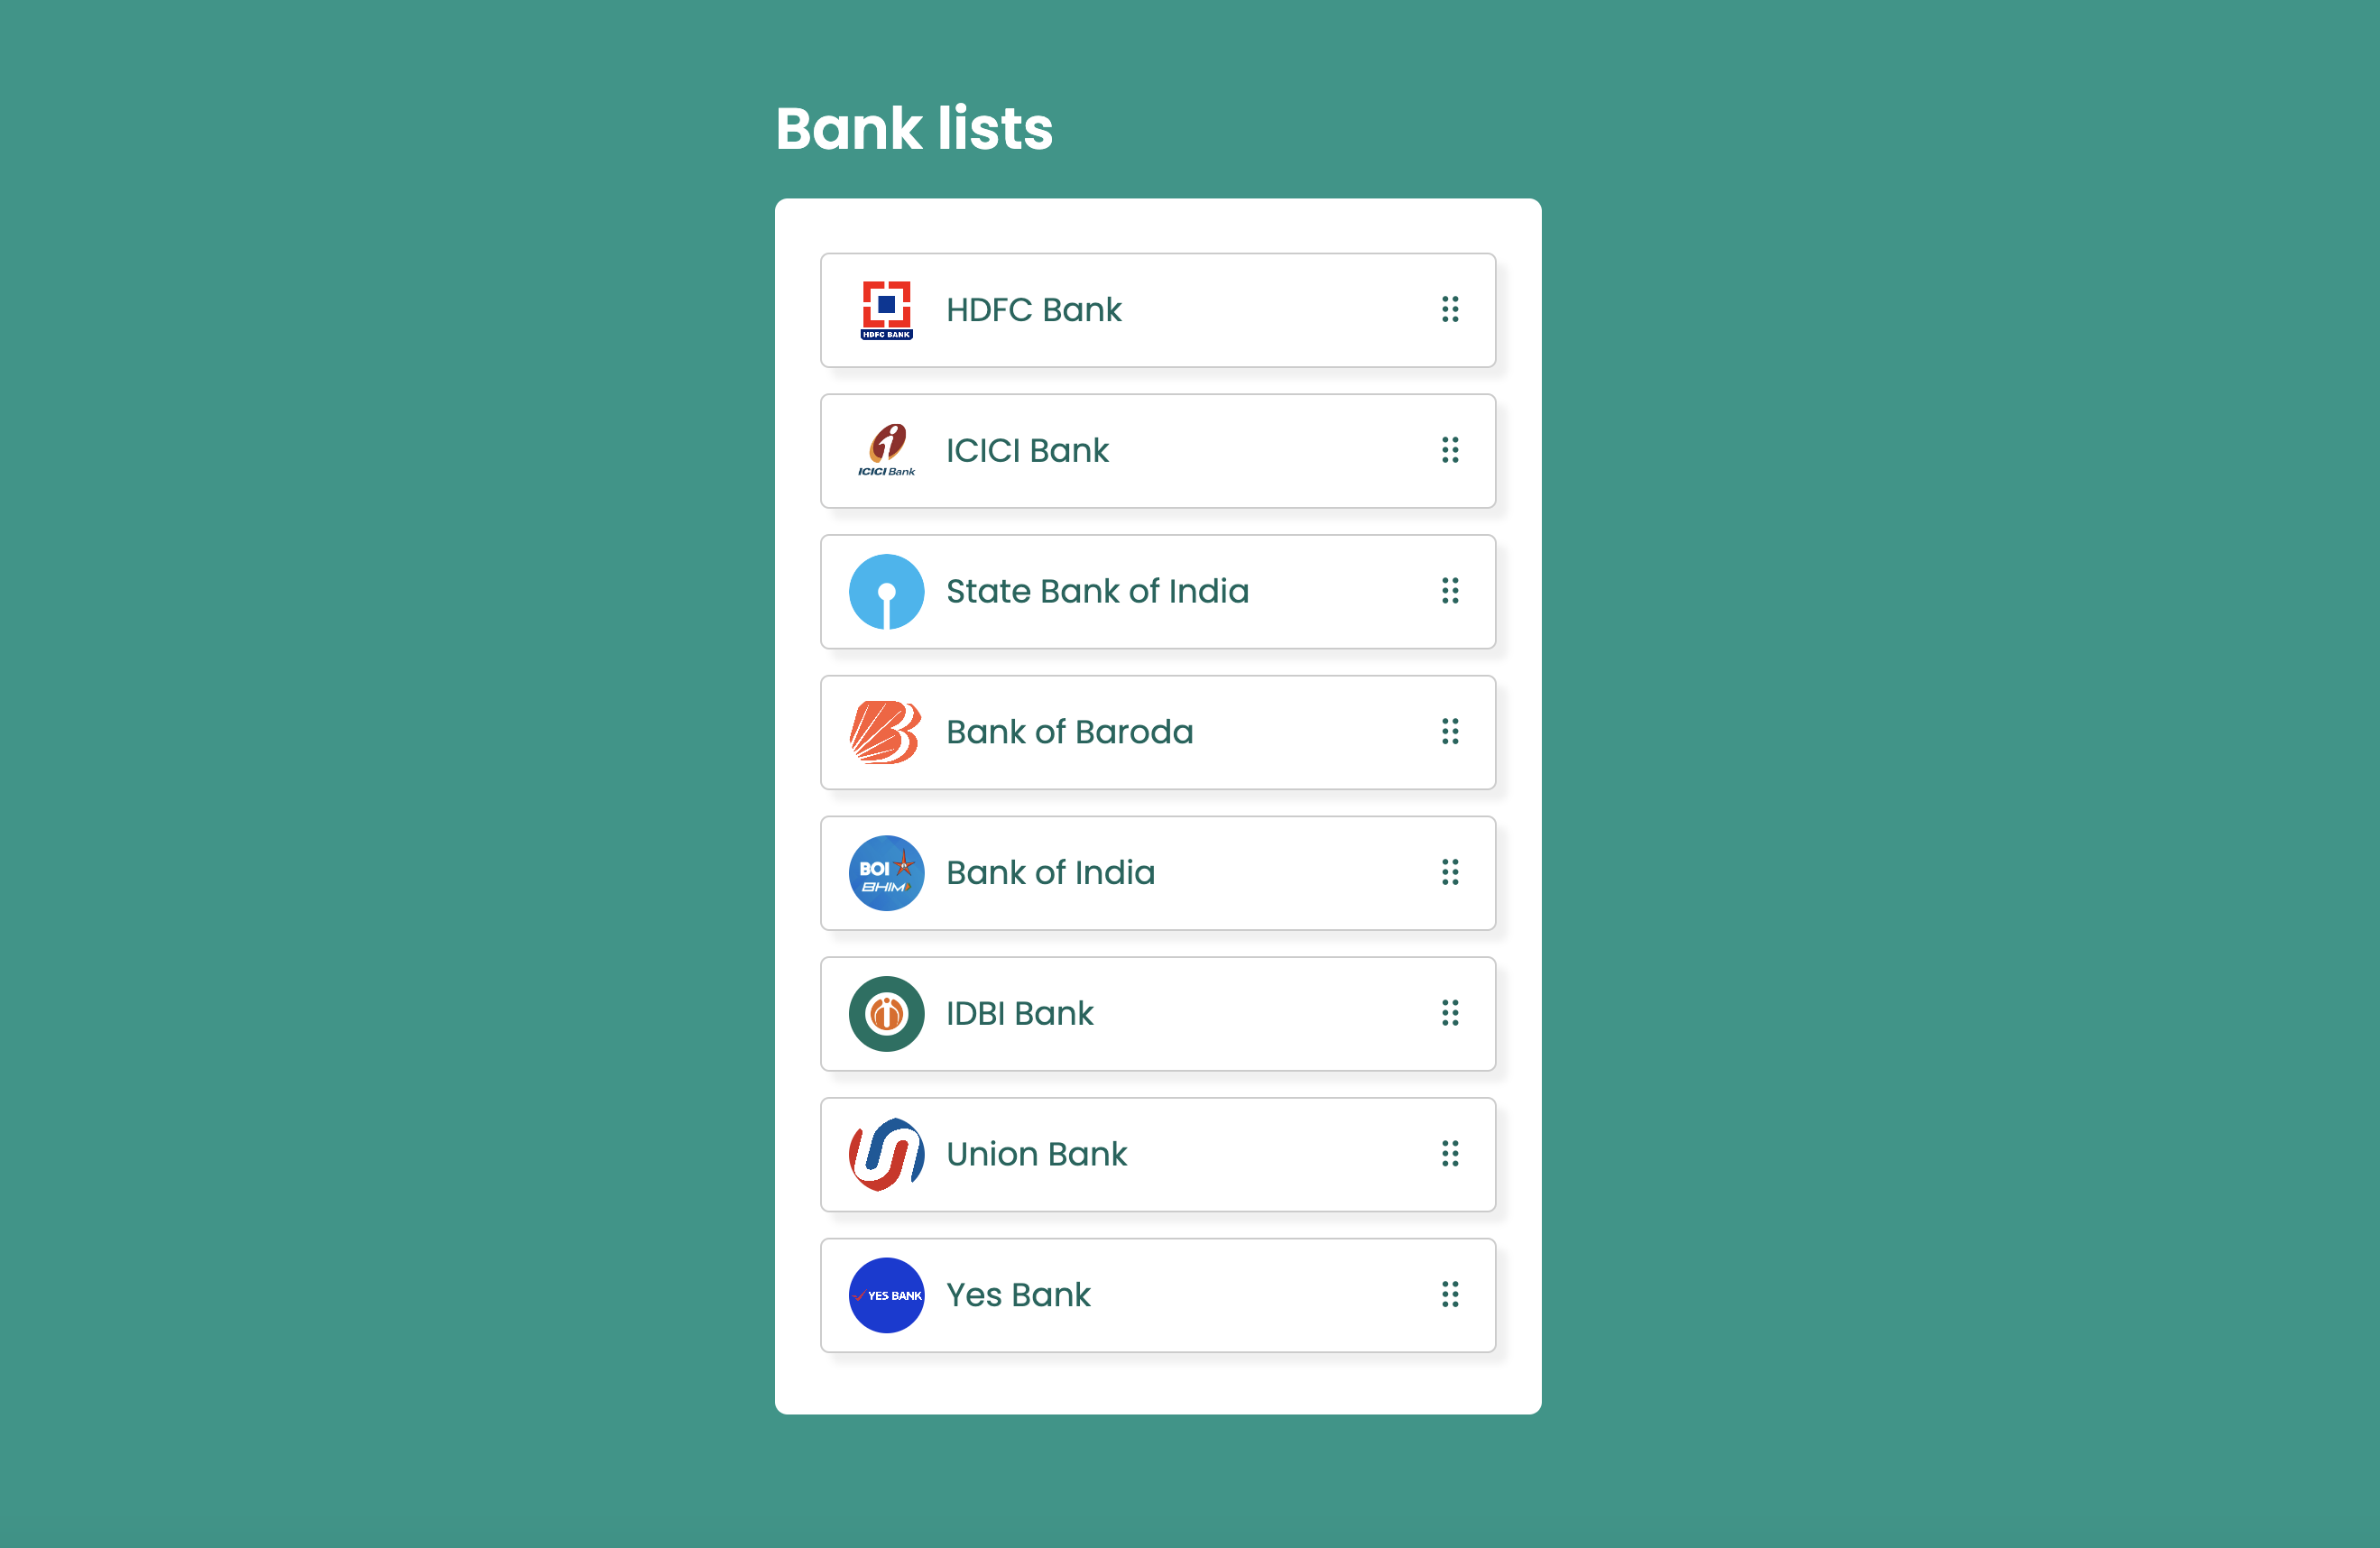 Bank lists
HDFC BANK
HDFC Bank
ICICI Bank
ICICI Bank
State Bank of India
Bank of Baroda
BOI
BHIM
Bank of India
IDBI Bank
Union Bank
YES BANK
Yes Bank